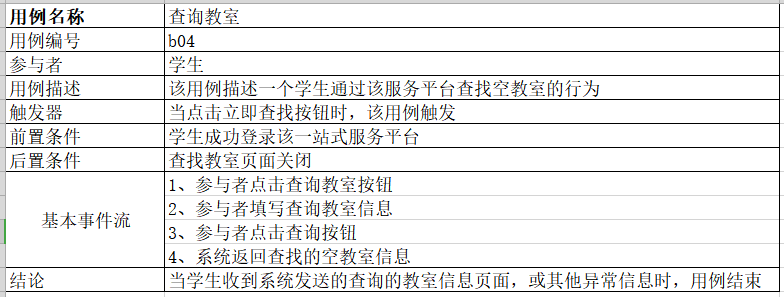 用例名称 查询教室
用例编号 b04
参与者 学生
用例描述 该用例描述一个学生通过该服务平台查找空教室的行为
触发器 当点击立即查找按钮时，该用例触发
前置条件 学生成功登录该一站式服务平台
后置条件 查找教室页面关闭
基本事件流
1、参与者点击查询教室按钮
2、参与者填写查询教室信息
3、参与者点击查询按钮
4、系统返回查找的空教室信息
结论 当学生收到系统发送的查询的教室信息页面，或其他异常信息时，用例结束